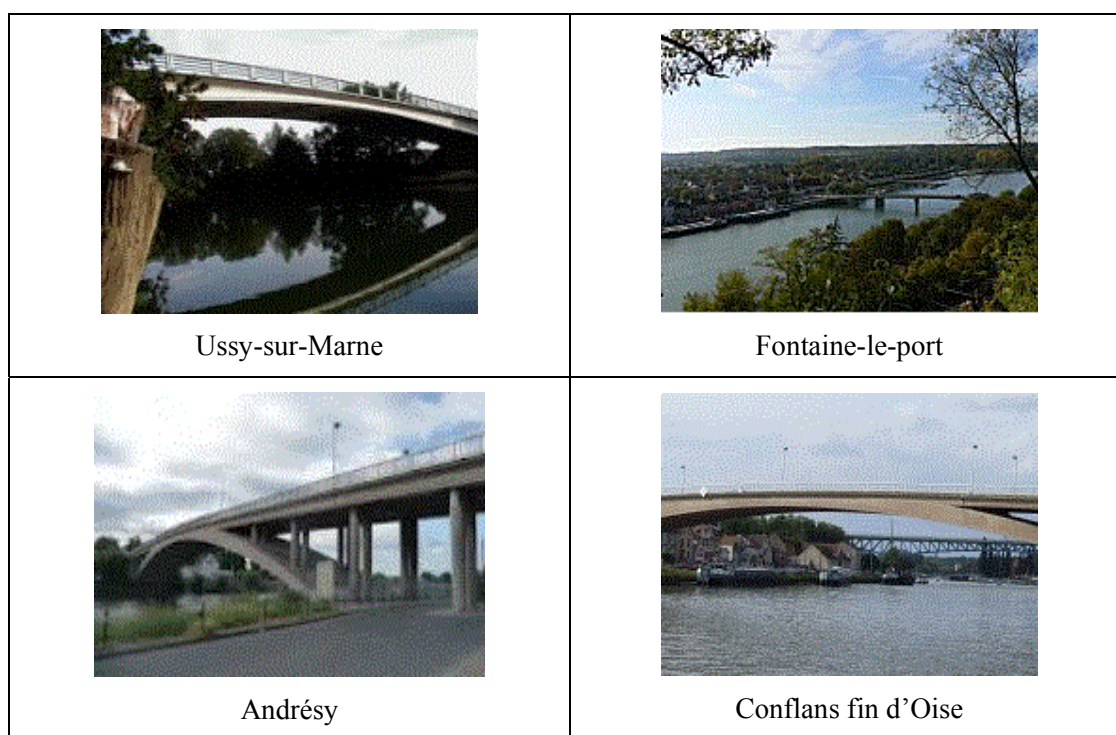 Ussy-sur-Marne
Fontaine-le-port
Andrésy
Conflans fin d’Oise